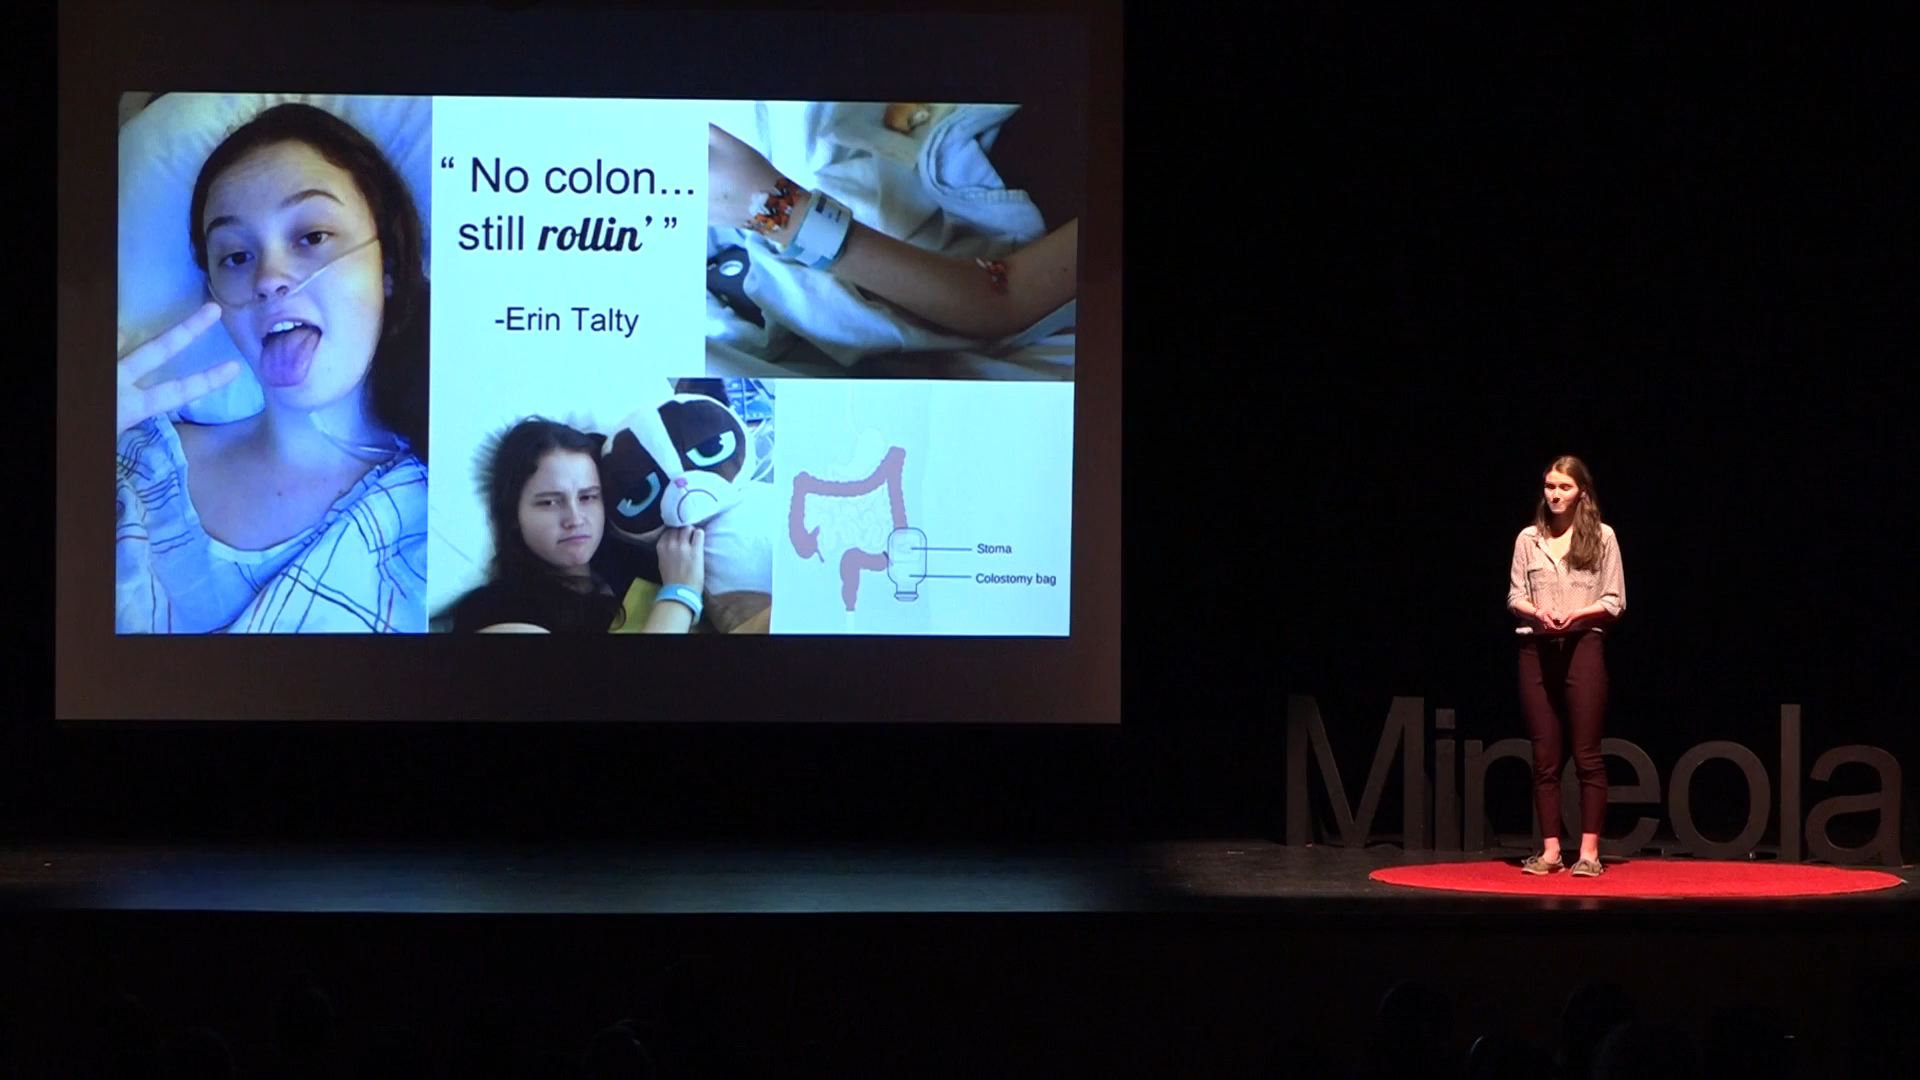 “ No colon...
still rollin’ ”
-Erin Talty
Stoma
Colostomy bag
Mineola